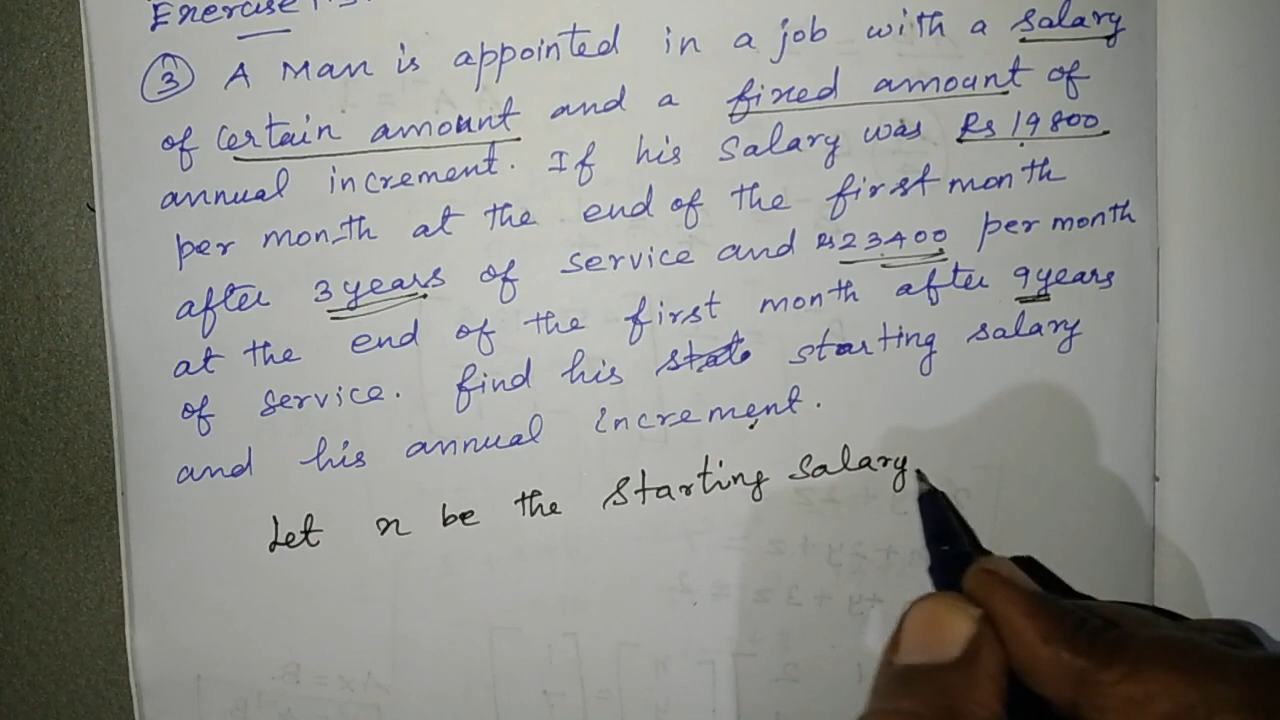 Exercise 1.3.
③ A Man is appointed in a job with a salary
of certain amount and a fixed amount of
annual increment. If his salary was Rs 19800
per month at the end of the first month
after 3 years of service and Rs 23400 per month
at the end of the first month after 9 years
of service. find his starting salary
and his annual increment.
Let x be the Starting Salary